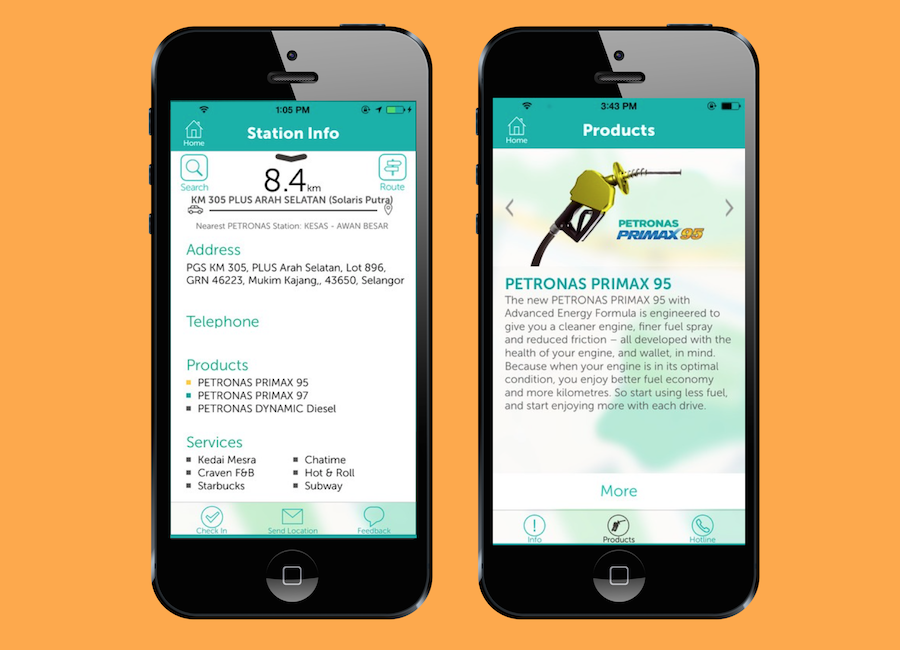 1:05 PM
Home
Station Info
Search
8.4km
Route
KM 305 PLUS ARAH SELATAN (Solaris Putra)
Nearest PETRONAS Station: KESAS - AWAN BESAR
Address
PGS KM 305, PLUS Arah Selatan, Lot 896,
GRN 46223, Mukim Kajang,, 43650, Selangor
Telephone
Products
PETRONAS PRIMAX 95
PETRONAS PRIMAX 97
PETRONAS DYNAMIC Diesel
Services
Kedai Mesra
Craven F&B
Starbucks
Chatime
Hot & Roll
Subway
Check In
Send Location
Feedback
3:43 PM
Home
Products
PETRONAS
PRIMAX 95
PETRONAS PRIMAX 95
The new PETRONAS PRIMAX 95 with
Advanced Energy Formula is engineered to
give you a cleaner engine, finer fuel spray
and reduced friction – all developed with the
health of your engine, and wallet, in mind.
Because when your engine is in its optimal
condition, you enjoy better fuel economy
and more kilometres. So start using less fuel,
and start enjoying more with each drive.
More
Info
Products
Hotline